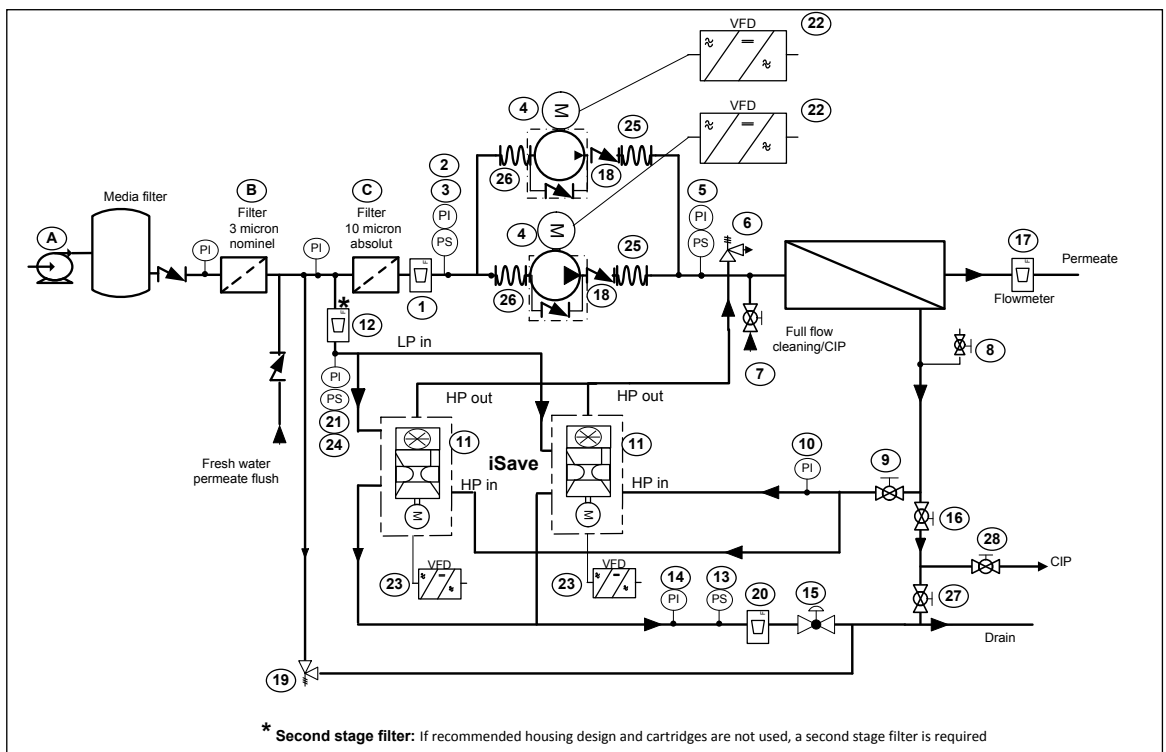 VFD
22
4
M
VFD
22
25
2
3
PI
PS
26
18
5
PI
PS
6
17
Media filter
B
Filter
3 micron
nominel
C
Filter
10 micron
absolut
A
PI
PI
4
M
25
Permeate
Flowmeter
1
26
18
*
12
LP in
Full flow
cleaning/CIP
7
8
PI
PS
21
24
HP out
HP out
11
iSave
11
10
PI
9
Fresh water
permeate flush
HP in
HP in
M
M
16
28
CIP
23
VFD
23
VFD
14
PI
13
PS
20
15
27
Drain
19
* Second stage filter: If recommended housing design and cartridges are not used, a second stage filter is required